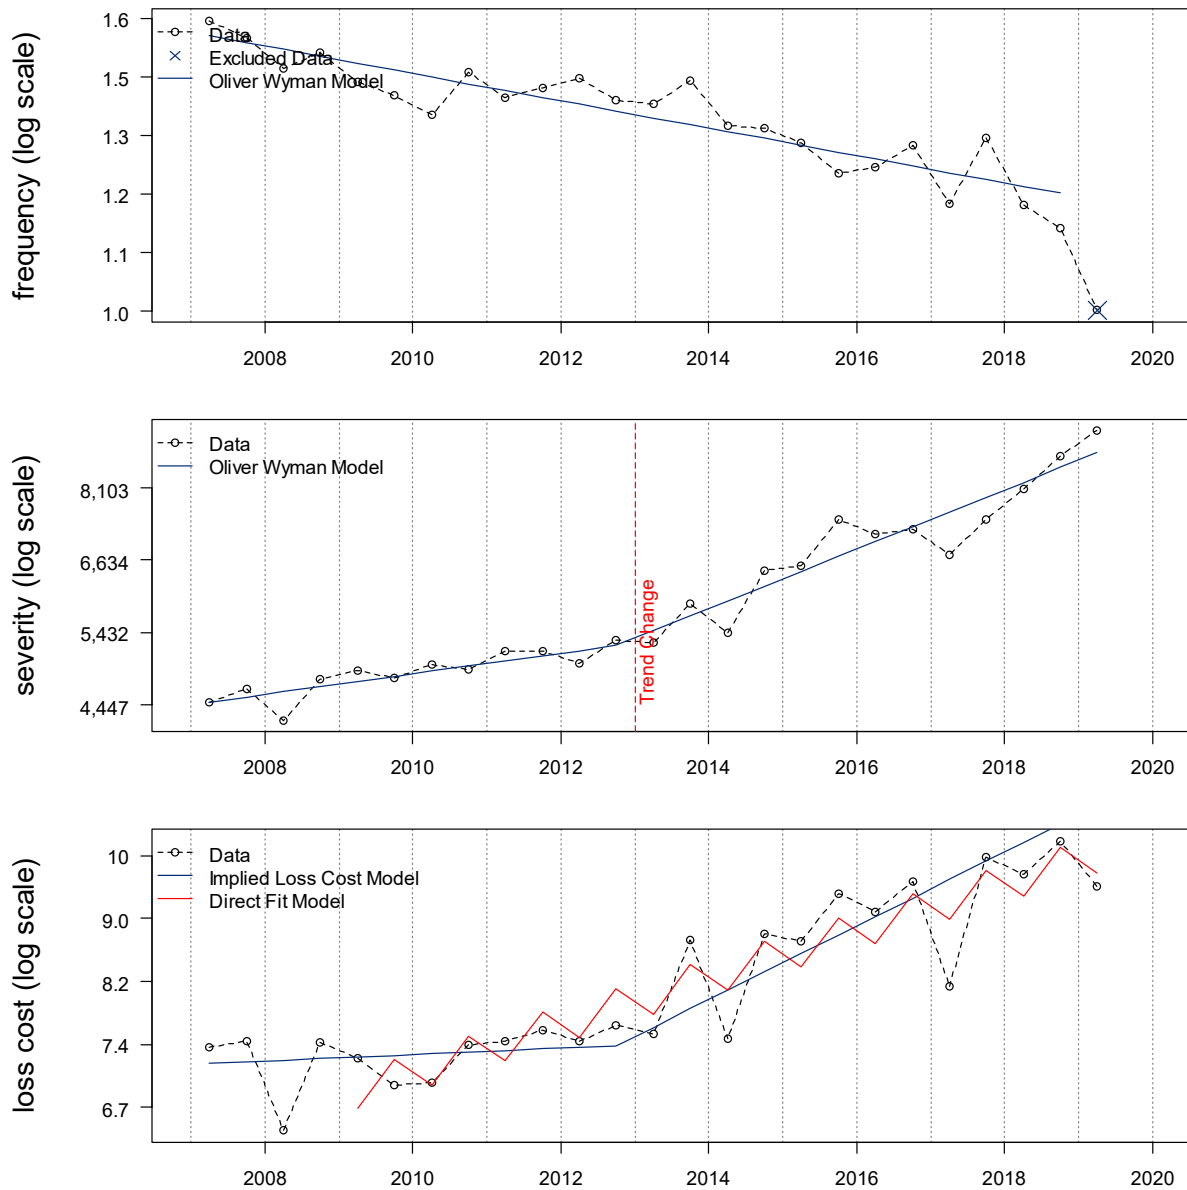 frequency (log scale)
1.6
1.5
1.3
1.2
1.1
1.0
Data
Excluded Data
Oliver Wyman Model
2008 2010 2012 2014 2016 2018 2020
severity (log scale)
8,103
6,634
5,432
4,447
Data
Oliver Wyman Model
Trend Change
2008 2010 2012 2014 2016 2018 2020
loss cost (log scale)
10
9.0
8.2
7.4
6.7
Data
Implied Loss Cost Model
Direct Fit Model
2008 2010 2012 2014 2016 2018 2020